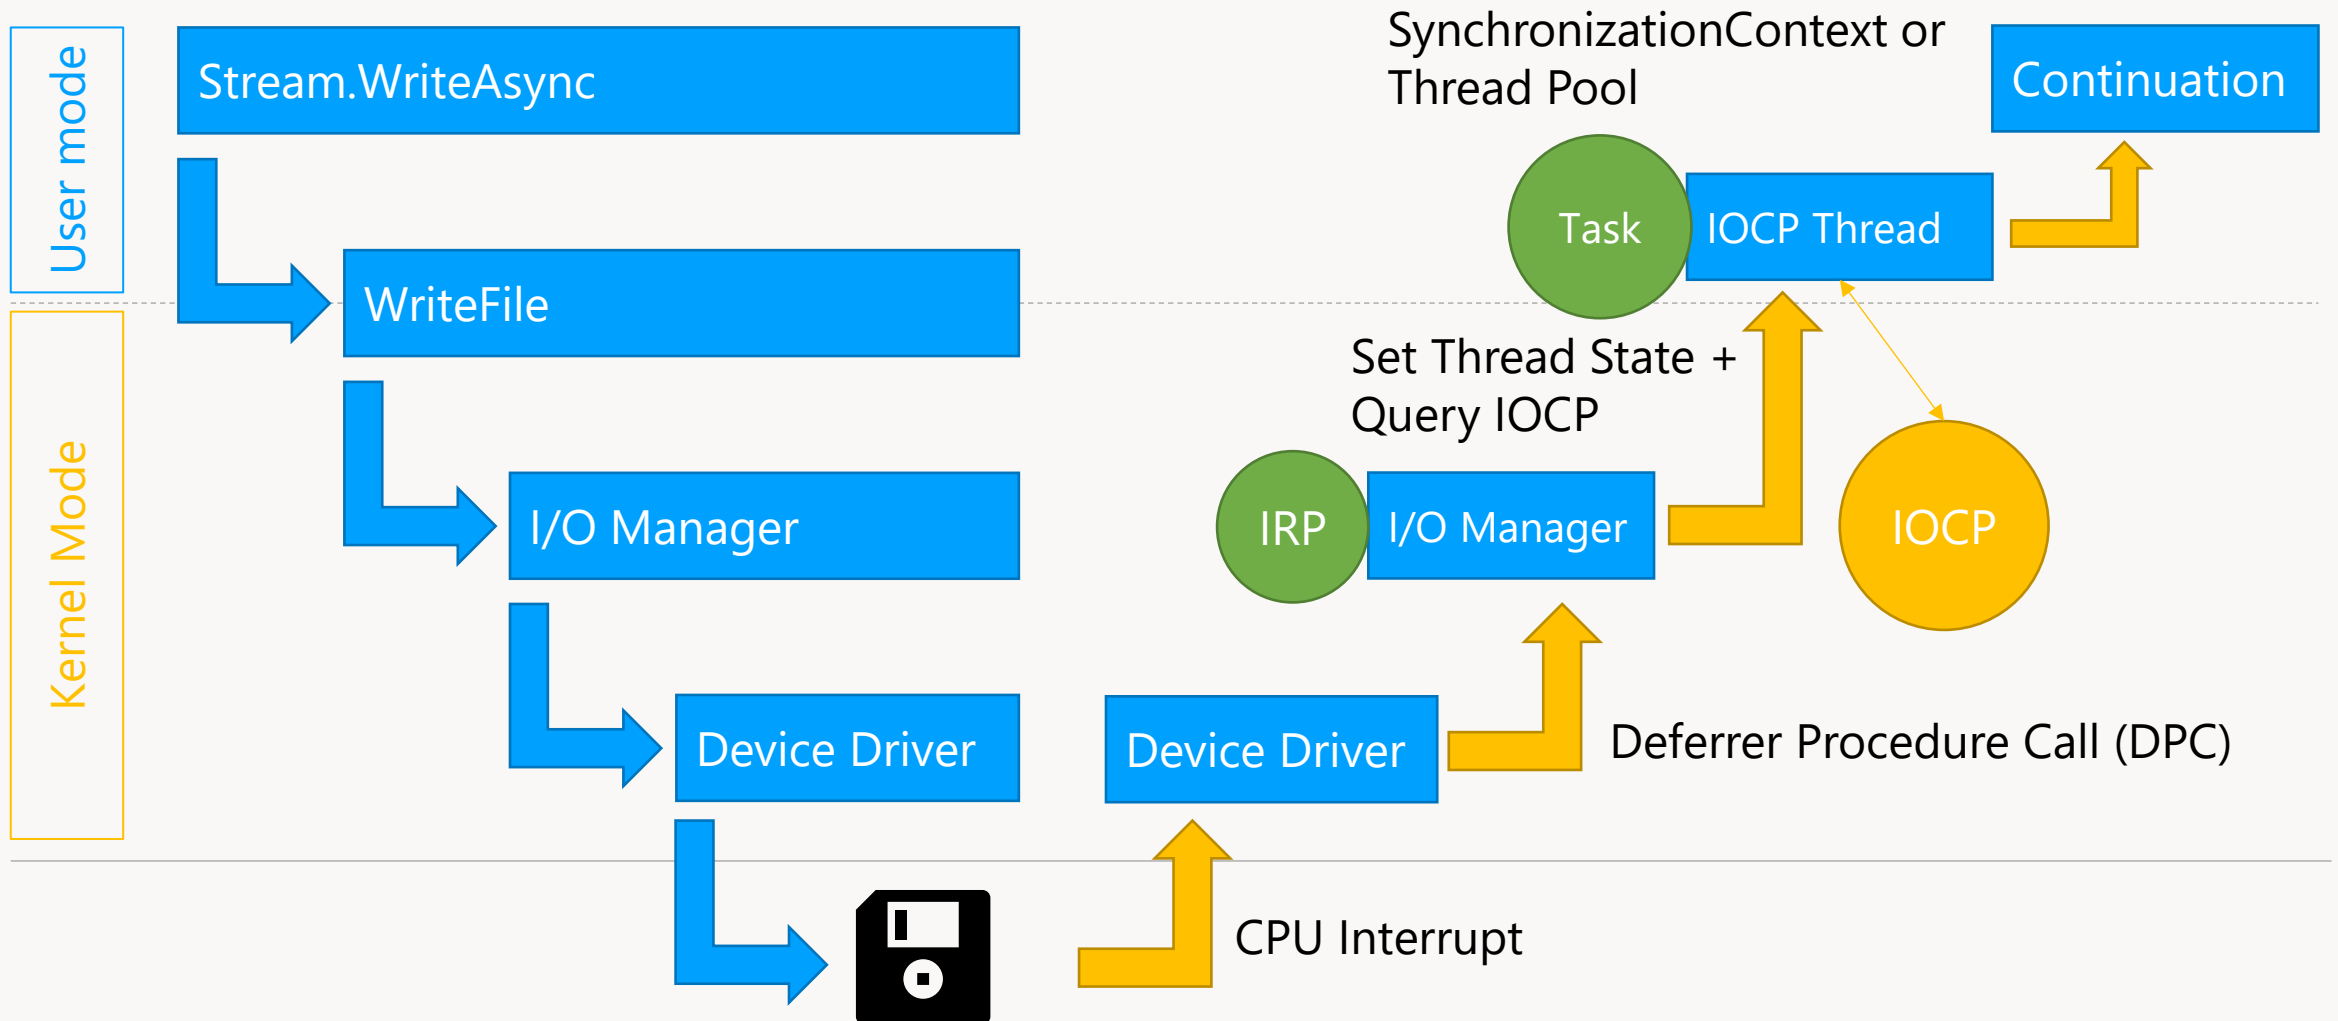 User mode
Stream.WriteAsync
WriteFile
Kernel Mode
I/O Manager
Device Driver
CPU Interrupt
Device Driver
Deferrer Procedure Call (DPC)
IRP
I/O Manager
Set Thread State +
Query IOCP
IOCP
Task
IOCP Thread
SynchronizationContext or
Thread Pool
Continuation